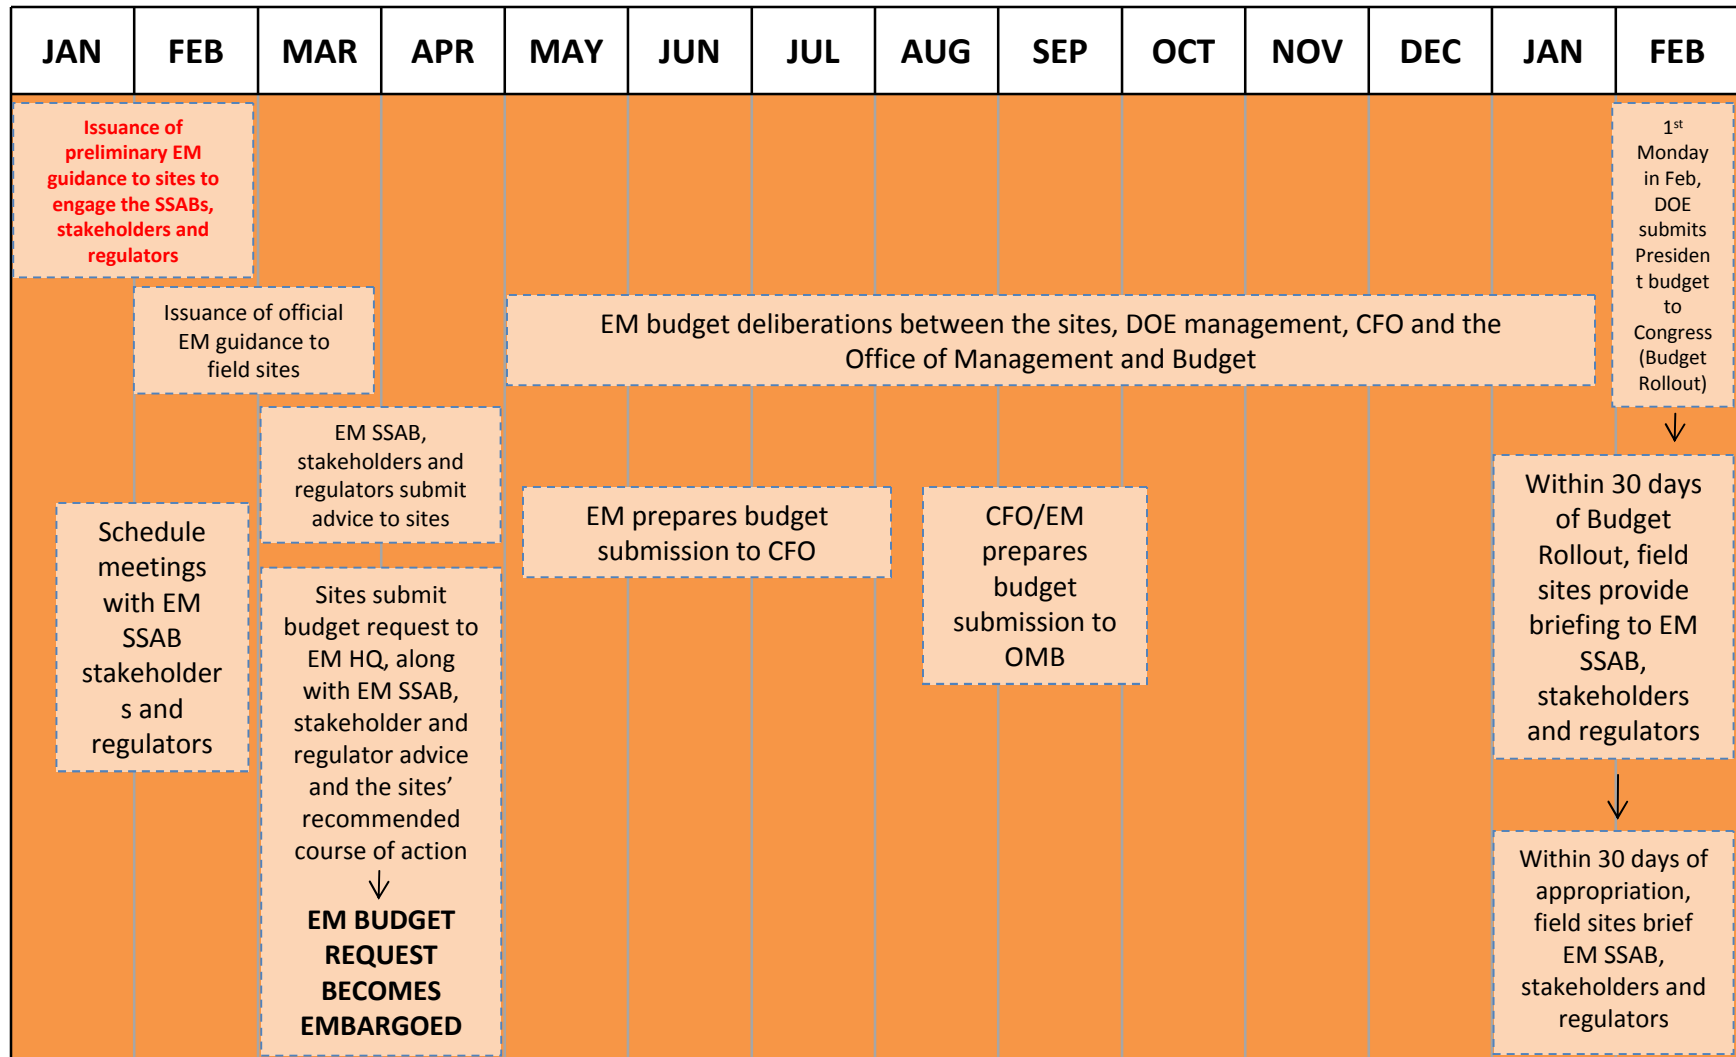 JAN FEB MAR APR MAY JUN JUL AUG SEP OCT NOV DEC JAN FEB
Issuance of
preliminary EM
guidance to sites to
engage the SSABs,
stakeholders and
regulators
Issuance of official
EM guidance to
field sites
Schedule
meetings
with EM
SSAB
stakeholder
s and
regulators
EM SSAB,
stakeholders and
regulators submit
advice to sites
Sites submit
budget request to
EM HQ, along
with EM SSAB,
stakeholder and
regulator advice
and the sites’
recommended
course of action
EM BUDGET
REQUEST
BECOMES
EMBARGOED
EM budget deliberations between the sites, DOE management, CFO and the
Office of Management and Budget
EM prepares budget
submission to CFO
CFO/EM
prepares
budget
submission to
OMB
1st
Monday
in Feb,
DOE
submits
Presiden
t budget
to
Congress
(Budget
Rollout)
Within 30 days
of Budget
Rollout, field
sites provide
briefing to EM
SSAB,
stakeholders
and regulators
Within 30 days of
appropriation,
field sites brief
EM SSAB,
stakeholders and
regulators